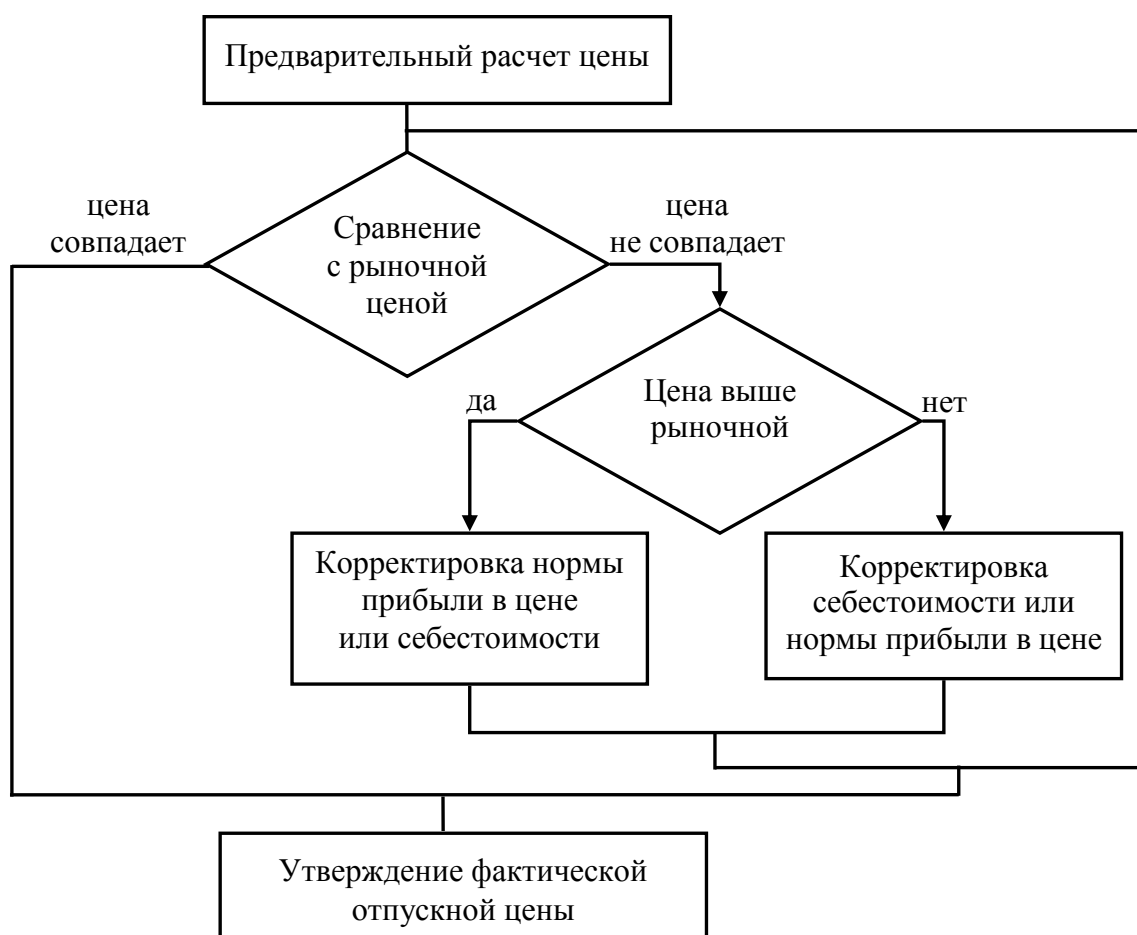 Предварительный расчет цены
цена
совпадает
Сравнение
с рыночной
ценой
цена
не совпадает
Цена выше
рыночной
да
нет
Корректировка нормы
прибыли в цене
или себестоимости
Корректировка
себестоимости или
нормы прибыли в цене
Утверждение фактической
отпускной цены